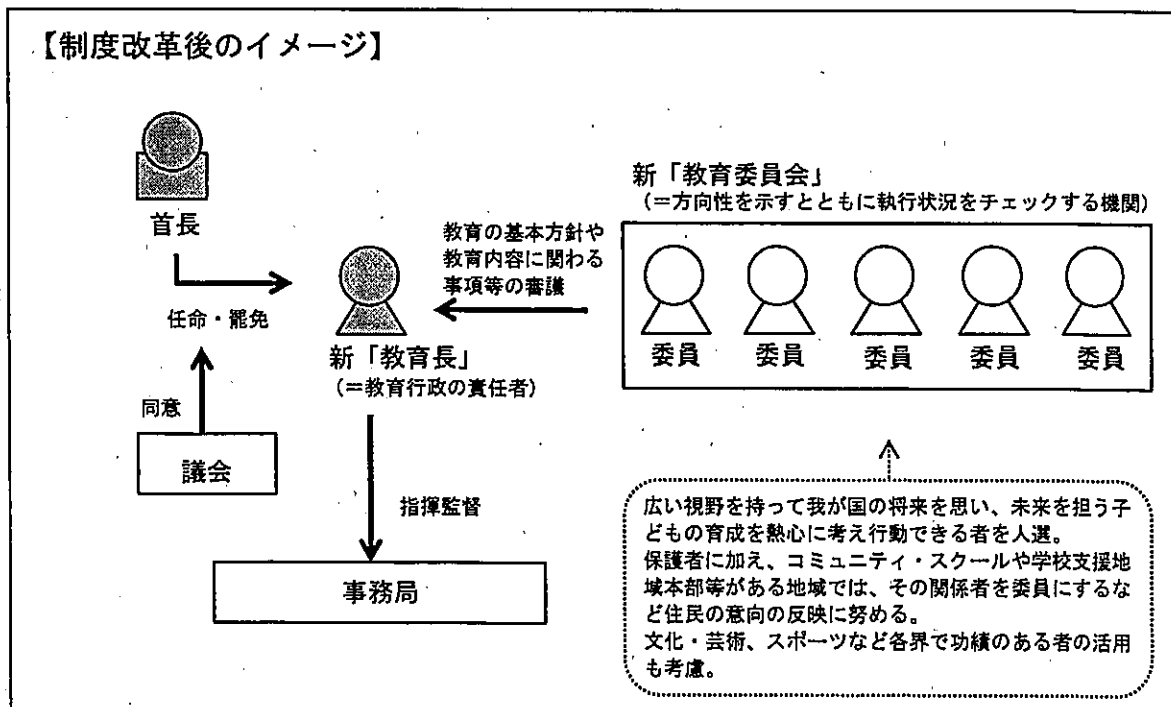 【制度改革後のイメージ】
首長
任命・罷免
同意
議会
新「教育長」
(=教育行政の責任者)
指揮監督
事務局
教育の基本方針や
教育内容に関わる
事項等の審議
新「教育委員会」
(=方向性を示すとともに執行状況をチェックする機関)
委員
委員
委員
委員
委員
広い視野を持って我が国の将来を思い、未来を担う子
どもの育成を熱心に考え行動できる者を人選。
保護者に加え、コミュニティ・スクールや学校支援地
域本部等がある地域では、その関係者を委員にするな
ど住民の意向の反映に努める。
文化・芸術、スポーツなど各界で功績のある者の活用
も考慮。